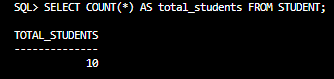 SQL> SELECT COUNT(*) AS total_students FROM STUDENT;
TOTAL_STUDENTS
--------------
10